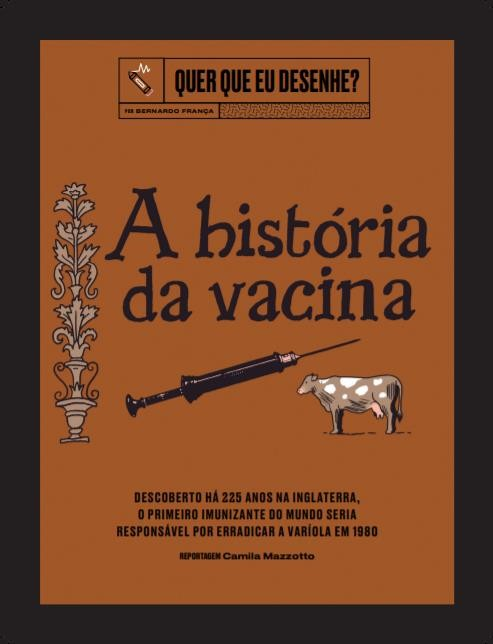 QUER QUE EU DESENHE?
POR BERNARDO FRANÇA
A história
da vacina
DESCOBERTO HÁ 225 ANOS NA INGLATERRA,
O PRIMEIRO IMUNIZANTE DO MUNDO SERIA
RESPONSÁVEL POR ERRADICAR A VARÍOLA EM 1980
REPORTAGEM Camila Mazzotto